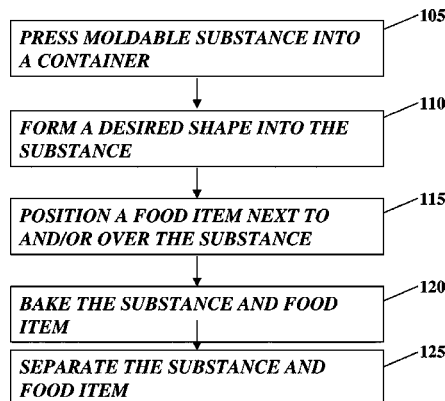 PRESS MOLDABLE SUBSTANCE INTO
A CONTAINER
105
FORM A DESIRED SHAPE INTO THE
SUBSTANCE
110
POSITION A FOOD ITEM NEXT TO
AND/OR OVER THE SUBSTANCE
115
BAKE THE SUBSTANCE AND FOOD
ITEM
120
SEPARATE THE SUBSTANCE AND
FOOD ITEM
125